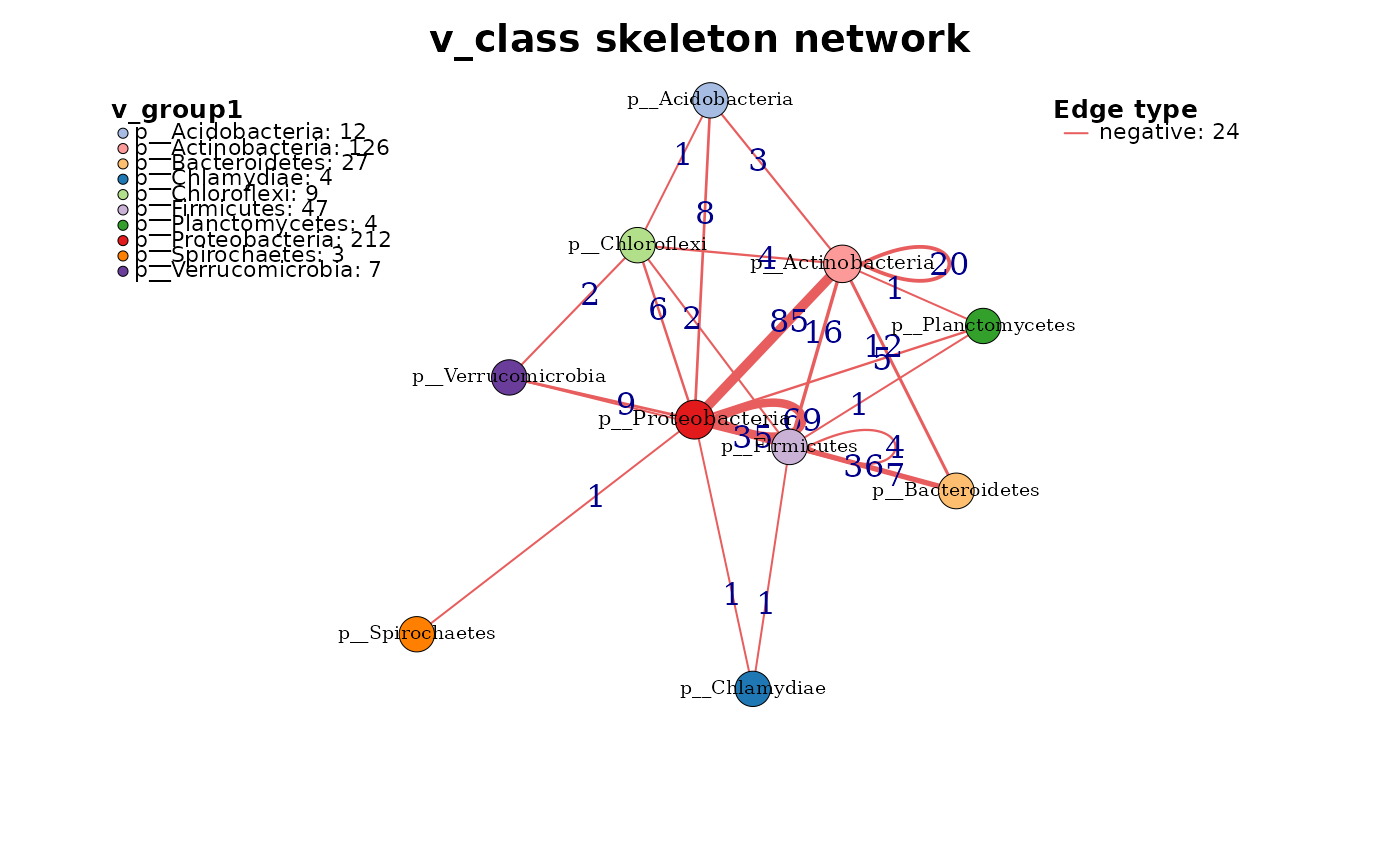 v_class skeleton network
v_group1
p__Acidobacteria: 12
p__Actinobacteria: 126
p__Bacteroidetes: 27
p__Chlamydiae: 4
p__Chloroflexi: 9
p__Firmicutes: 47
p__Planctomycetes: 4
p__Proteobacteria: 212
p__Spirochaetes: 3
p__Verrucomicrobia: 7
Edge type
negative: 24
p__Acidobacteria
1
3
8
p__Chloroflexi
4
p__Actinobacteria
20
1
2
6
2
85
16
p__Planctomycetes
12
5
p__Verrucomicrobia
9
1
p__Proteobacteria
69
35
p__Firmicutes
4
36
7
p__Bacteroidetes
1
1
1
p__Spirochaetes
p__Chlamydiae